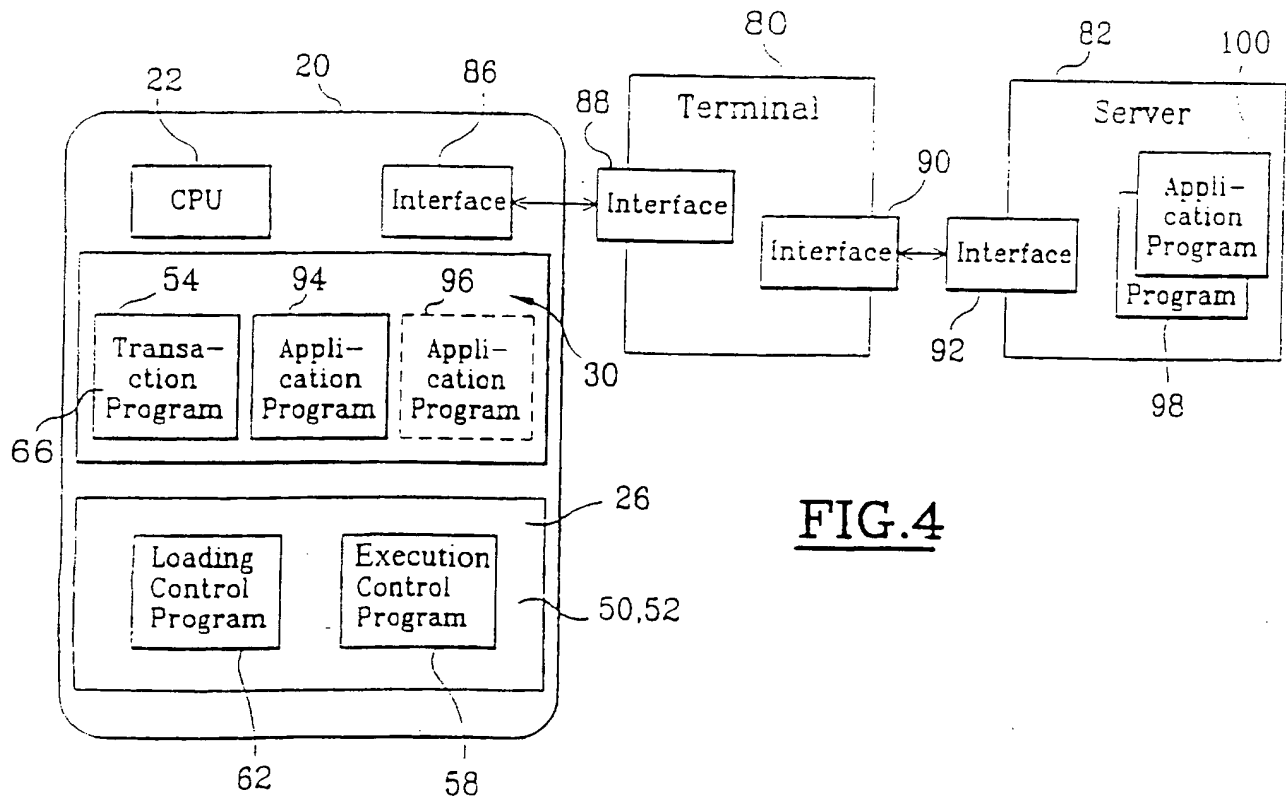 80
82
100
20
22
86
88
Terminal
Server
90
CPU
Interface
Interface
Appli-
cation
Program
Interface
Interface
Program
54
94
96
92
98
Transa-
ction
Program
Appli-
cation
Program
Appli-
cation
Program
30
66
26
Loading
Control
Program
Execution
Control
Program
50,52
FIG.4
62
58